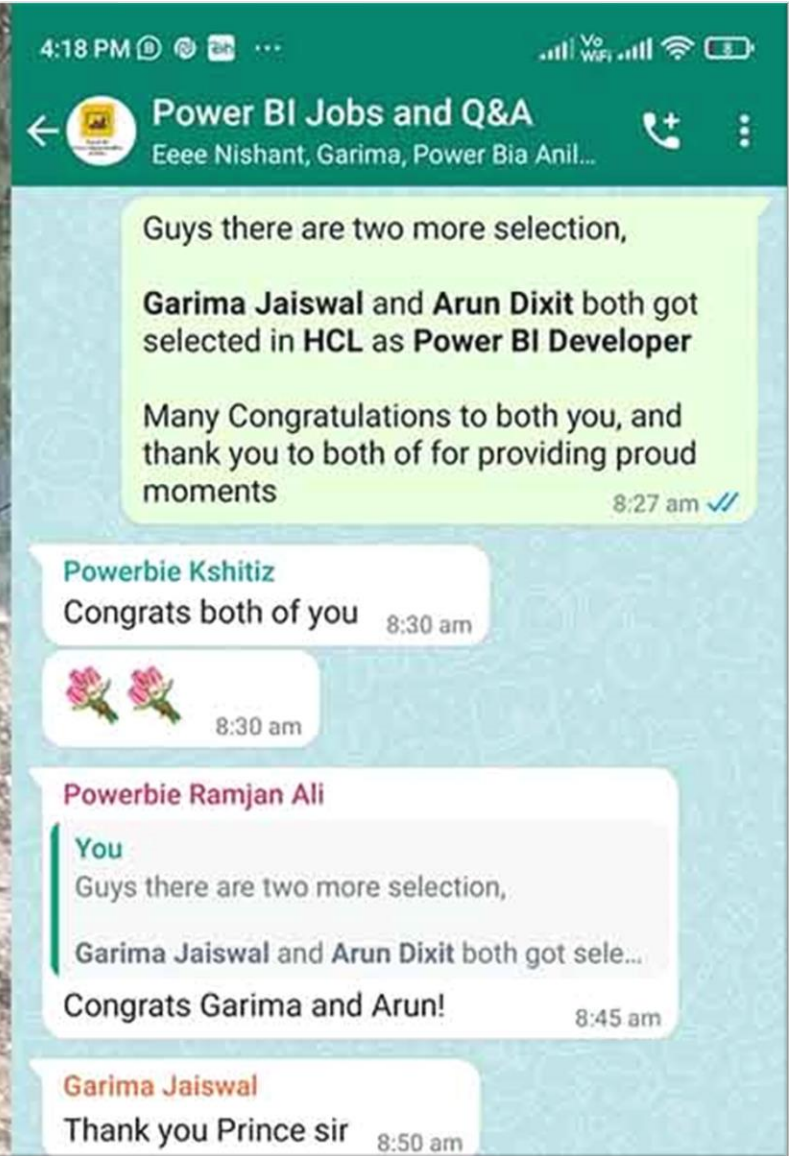 4:18 PM
Vo
WiFi
8
Power BI Jobs and Q&A
Eeee Nishant, Garima, Power Bia Anil...
Guys there are two more selection,
Garima Jaiswal and Arun Dixit both got
selected in HCL as Power BI Developer
Many Congratulations to both you, and
thank you to both of for providing proud
moments
8:27 am
Powerbie Kshitiz
Congrats both of you
8:30 am
8:30 am
Powerbie Ramjan Ali
You
Guys there are two more selection,
Garima Jaiswal and Arun Dixit both got sele...
Congrats Garima and Arun!
8:45 am
Garima Jaiswal
Thank you Prince sir
8:50 am